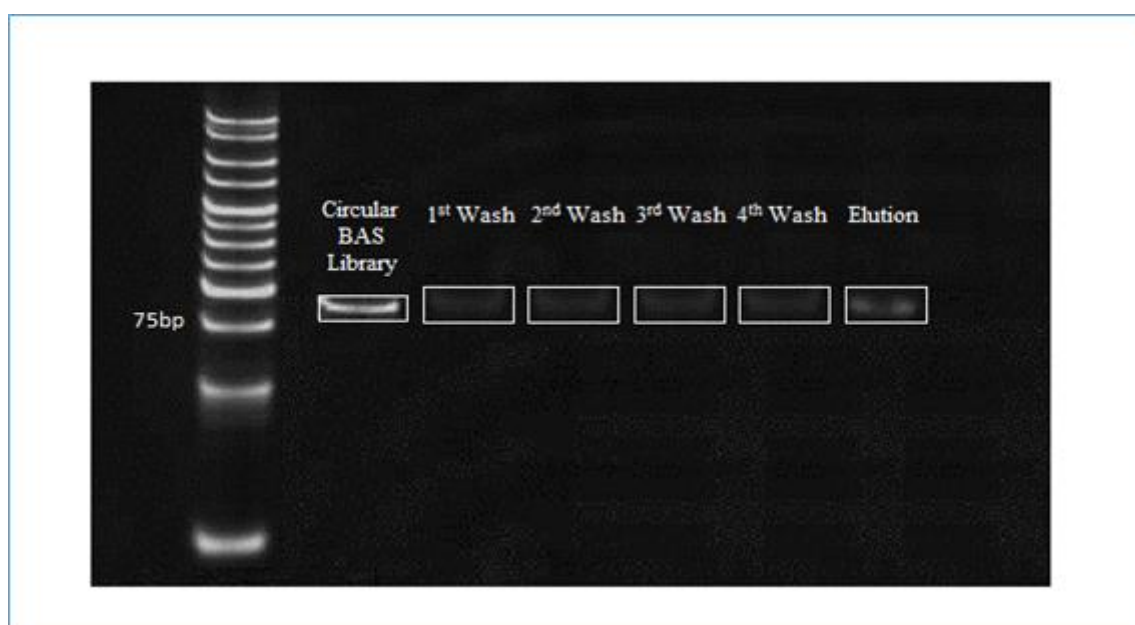 Circular
BAS
Library
1st Wash
2nd Wash
3rd Wash
4th Wash
Elution
75bp